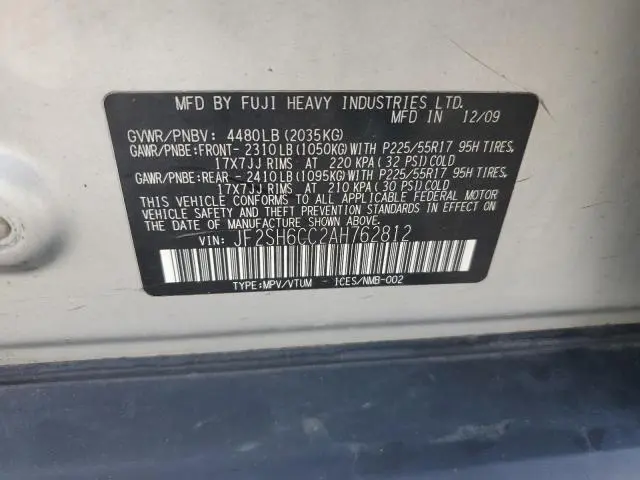 MFD BY FUJI HEAVY INDUSTRIES LTD.
MFD IN 12/09
GVWR/PNBV: 4480LB (2035KG)
GAWR/PNBE:FRONT- 2310LB (1050KG) WITH P225/55R17 95H TIRES,
17X7JJ RIMS AT 220 KPA (32 PSI) COLD
GAWR/PNBE:REAR - 2410LB (1095KG) WITH P225/55R17 95H TIRES,
17X7JJ RIMS AT 210 KPA (30 PSI) COLD
THIS VEHICLE CONFORMS TO ALL APPLICABLE FEDERAL MOTOR
VEHICLE SAFETY AND THEFT PREVENTION STANDARDS IN EFFECT ON
THE DATE OF MANUFACTURE SHOWN ABOVE.
VIN: JF2SH6CC2AH762812
TYPE:MPV/VTUM - ICES/NMB-002